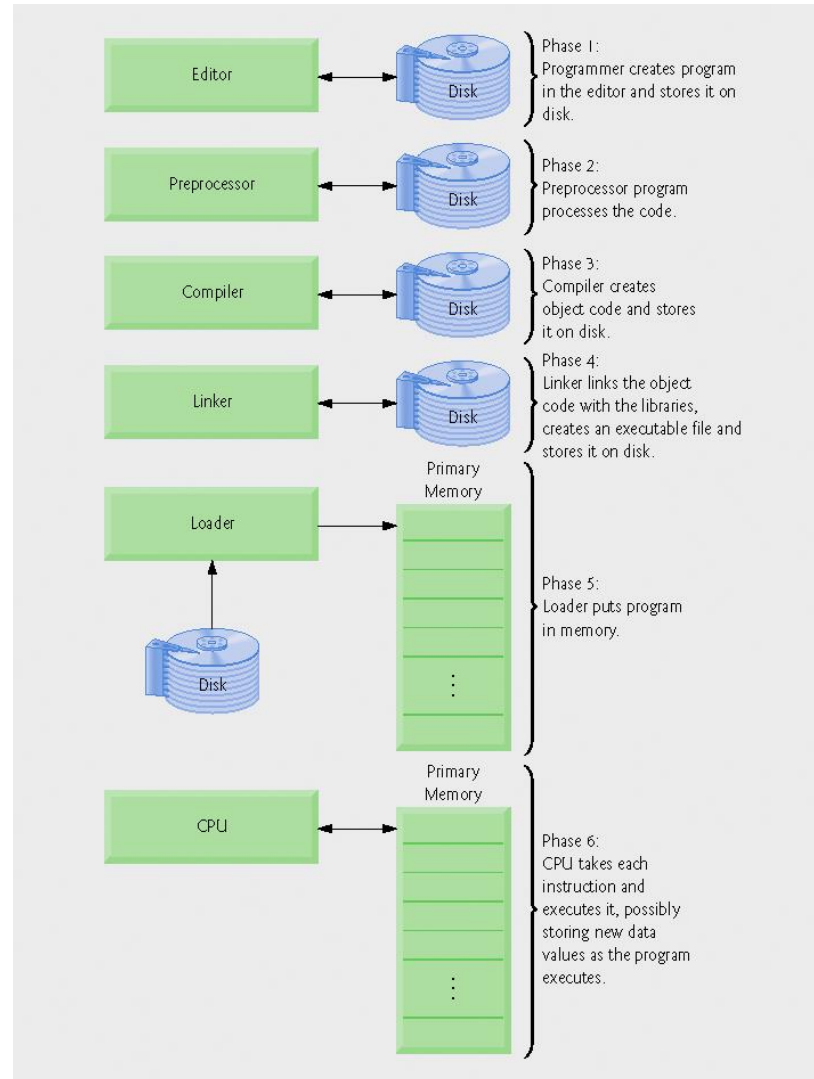 Editor
Disk
Phase 1:
Programmer creates program
in the editor and stores it on
disk.
Preprocessor
Disk
Phase 2:
Preprocessor program
processes the code.
Compiler
Disk
Phase 3:
Compiler creates
object code and stores
it on disk.
Linker
Disk
Phase 4:
Linker links the object
code with the libraries,
creates an executable file and
stores it on disk.
Primary
Memory
Loader
Disk
Phase 5:
Loader puts program
in memory.
Primary
Memory
CPU
Phase 6:
CPU takes each
instruction and
executes it, possibly
storing new data
values as the program
executes.